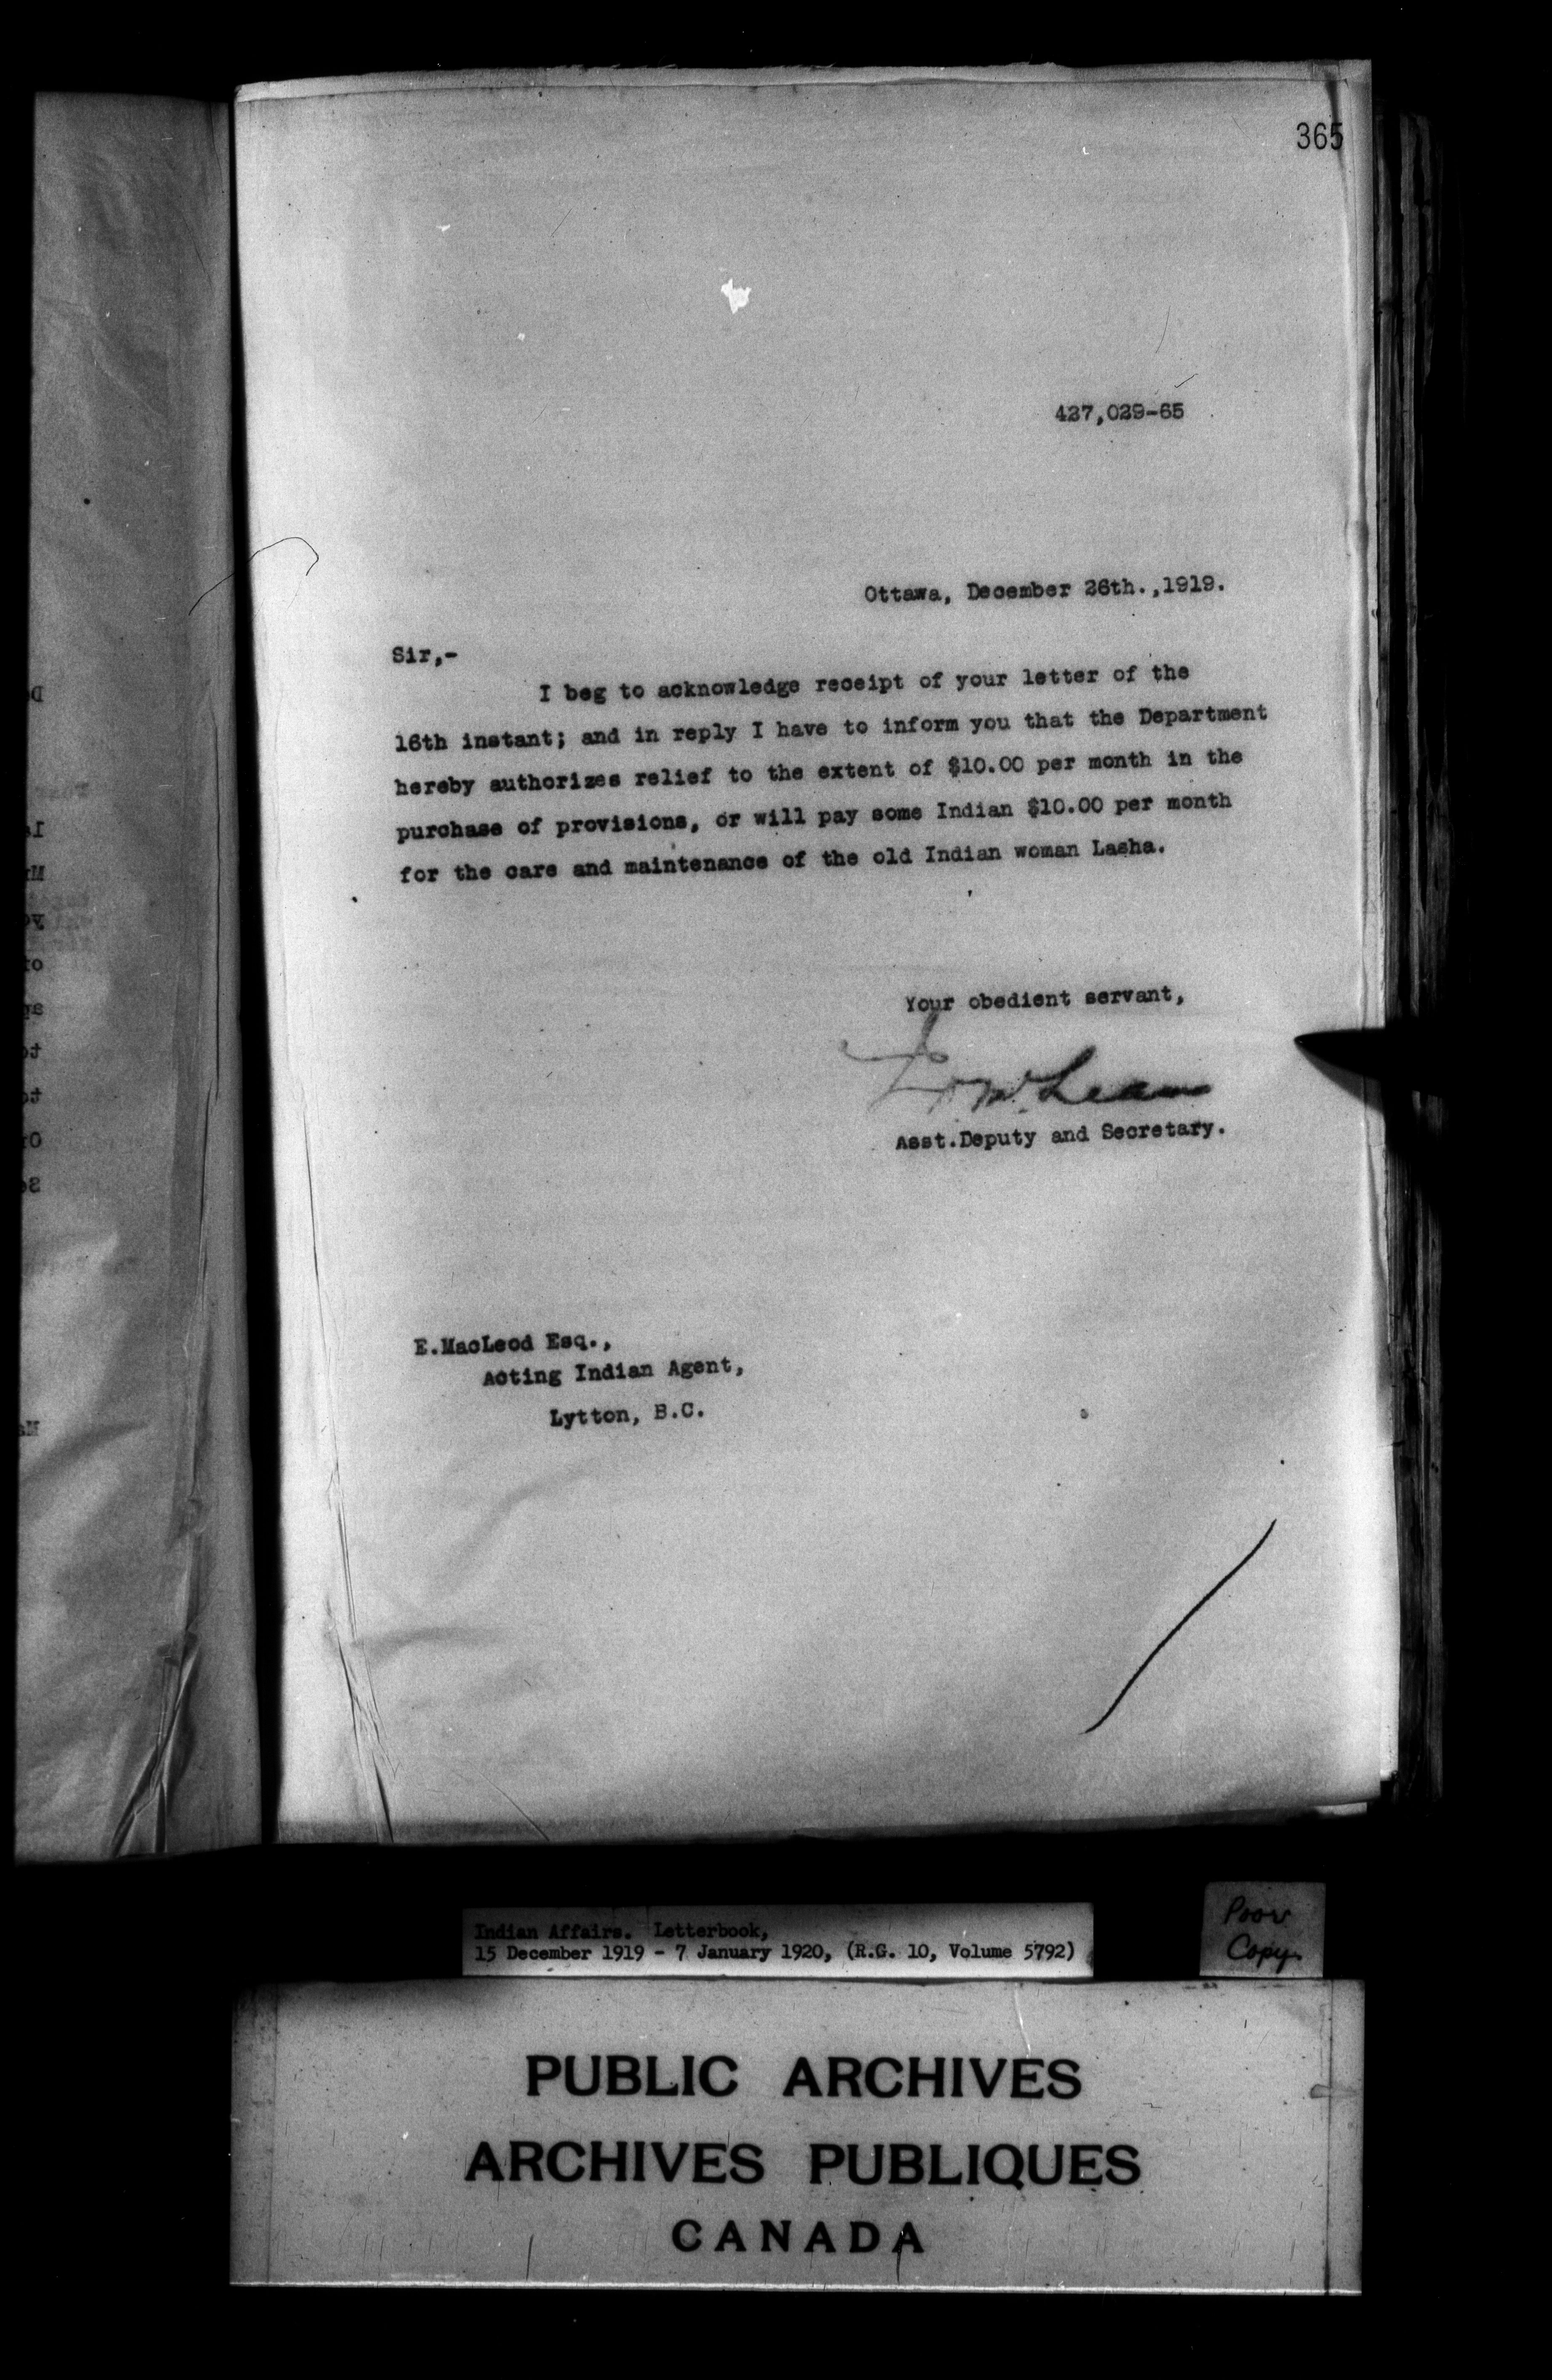 365
427,029-65
Ottawa, December 26th.,1919.
Sir,-
I beg to acknowledge receipt of your letter of the
16th instant; and in reply I have to inform you that the Department
hereby authorizes relief to the extent of $10.00 per month in the
purchase of provisions, or will pay some Indian $10.00 per month
for the care and maintenance of the old Indian woman Lasha.
Your obedient servant,
Asst.Deputy and Secretary.
E.MacLeod Esq.,
Acting Indian Agent,
Lytton, B.C.
Indian Affairs. Letterbook,
15 December 1919 - 7 January 1920, (R.G. 10, Volume 5792)
Poor
Copy
PUBLIC ARCHIVES
ARCHIVES PUBLIQUES
CANADA